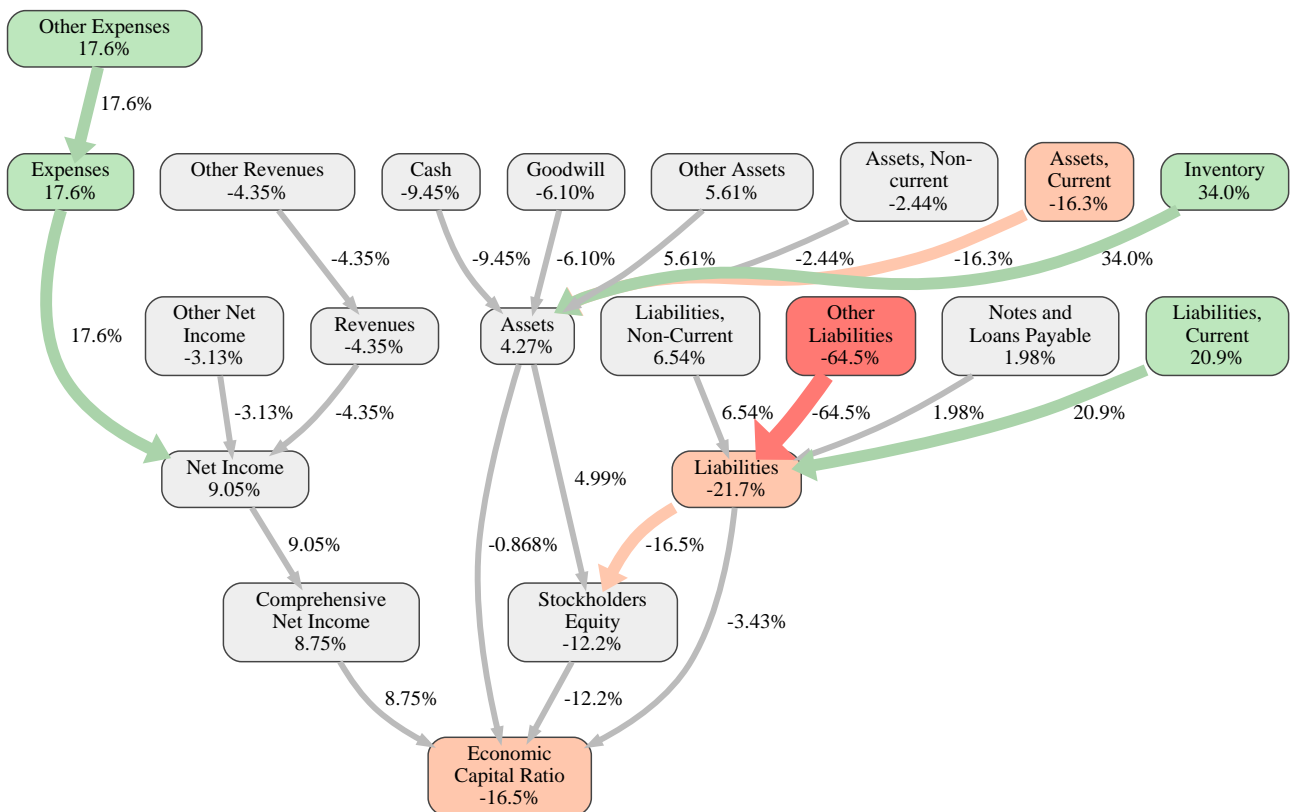 Other Expenses
17.6%
17.6%
Expenses
17.6%
Other Revenues
-4.35%
Cash
-9.45%
Goodwill
-6.10%
Other Assets
5.61%
Assets, Non-
current
-2.44%
Assets,
Current
-16.3%
Inventory
34.0%
-4.35%
-9.45%
-6.10%
5.61%
-2.44%
-16.3%
34.0%
17.6%
Other Net
Income
-3.13%
Revenues
-4.35%
Assets
4.27%
Liabilities,
Non-Current
6.54%
Other
Liabilities
-64.5%
Notes and
Loans Payable
1.98%
Liabilities,
Current
20.9%
-3.13%
-4.35%
6.54%
-64.5%
1.98%
20.9%
Net Income
9.05%
4.99%
Liabilities
-21.7%
9.05%
-0.868%
-16.5%
Comprehensive
Net Income
8.75%
Stockholders
Equity
-12.2%
-3.43%
8.75%
-12.2%
Economic
Capital Ratio
-16.5%